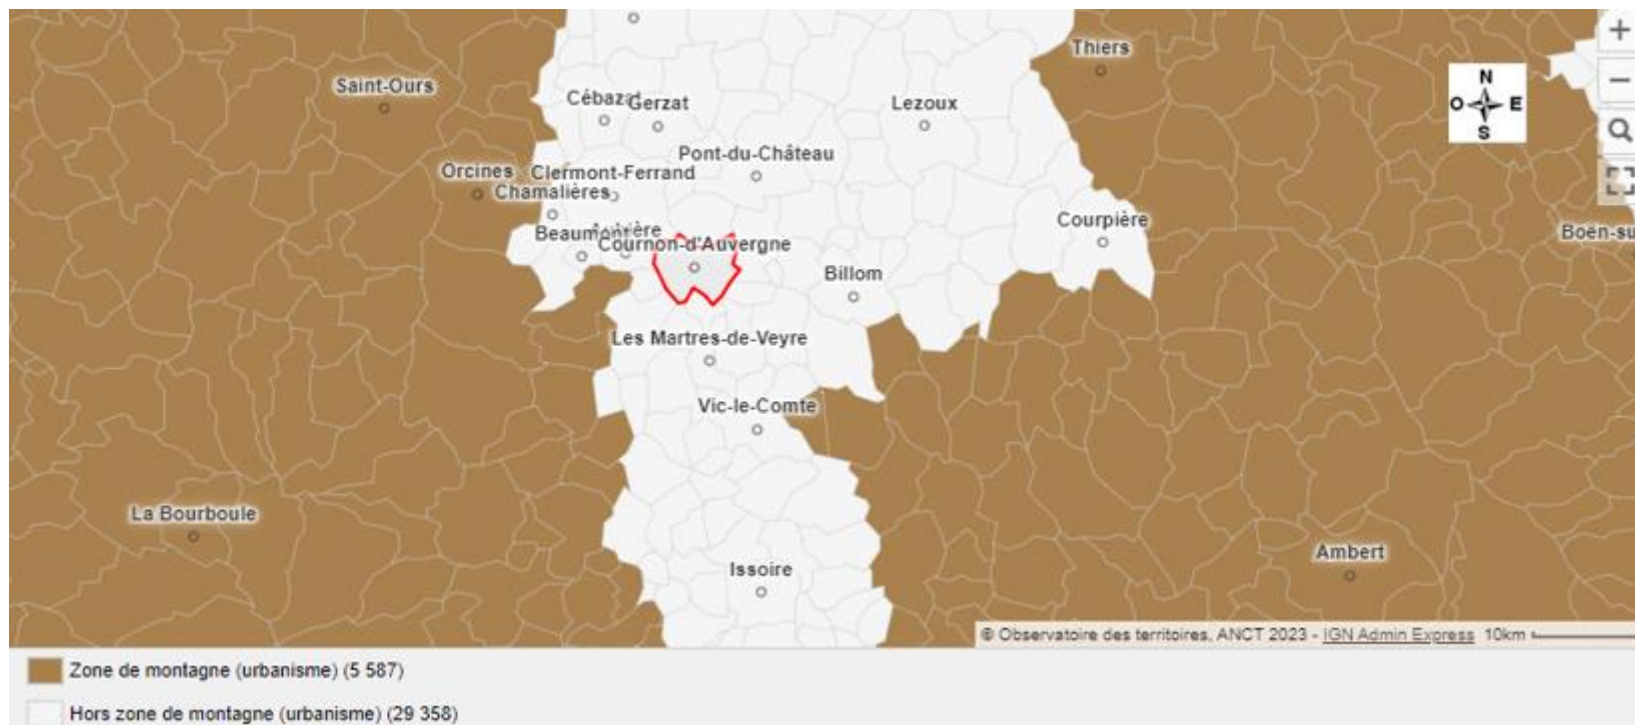 Thiers
N
Saint-Ours
Cébazat
Gerzat
Lezoux
O
E
S
Pont-du-Château
Orcines
Clermont-Ferrand
Chamalières
Courpière
Beaumont
Cournon-d'Auvergne
Boën-su
Billom
Les Martres-de-Veyre
Vic-le-Comte
La Bourboule
Ambert
Issoire
© Observatoire des territoires, ANCT 2023 - IGN Admin Express 10km
Zone de montagne (urbanisme) (5 587)
Hors zone de montagne (urbanisme) (29 358)